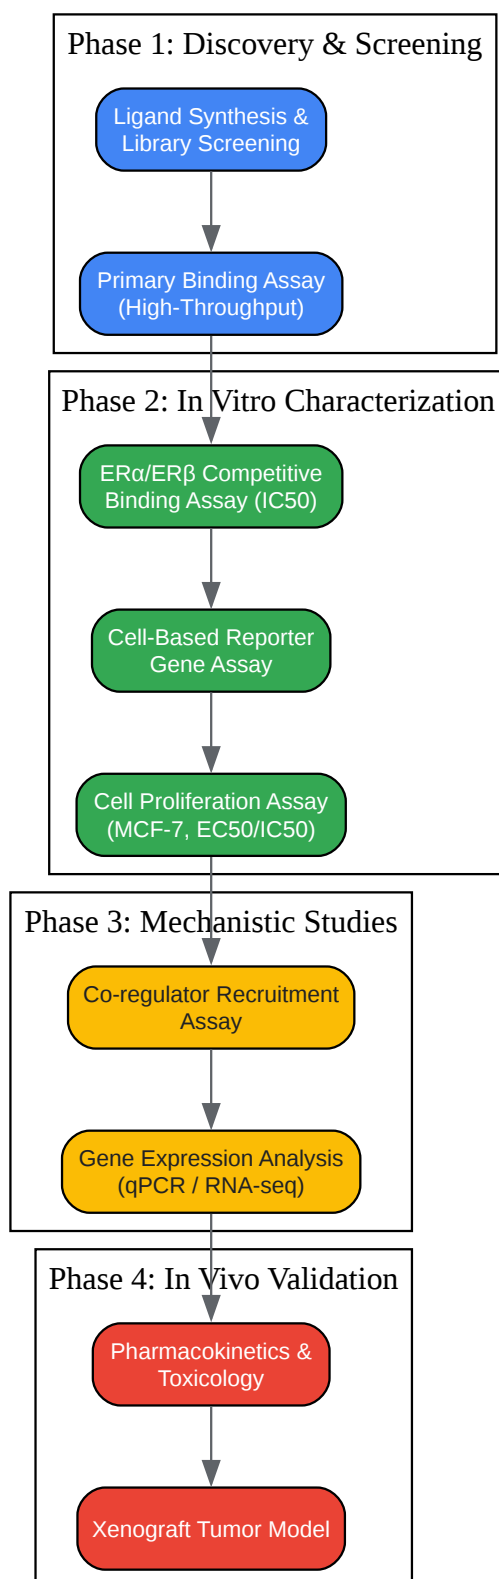 Phase 1: Discovery & Screening
Ligand Synthesis &
Library Screening
Primary Binding Assay
(High-Throughput)
Phase 2: In Vitro Characterization
ERα/ERβ Competitive
Binding Assay (IC50)
Cell-Based Reporter
Gene Assay
Cell Proliferation Assay
(MCF-7, EC50/IC50)
Phase 3: Mechanistic Studies
Co-regulator Recruitment
Assay
Gene Expression Analysis
(qPCR / RNA-seq)
Phase 4: In Vivo Validation
Pharmacokinetics &
Toxicology
Xenograft Tumor Model